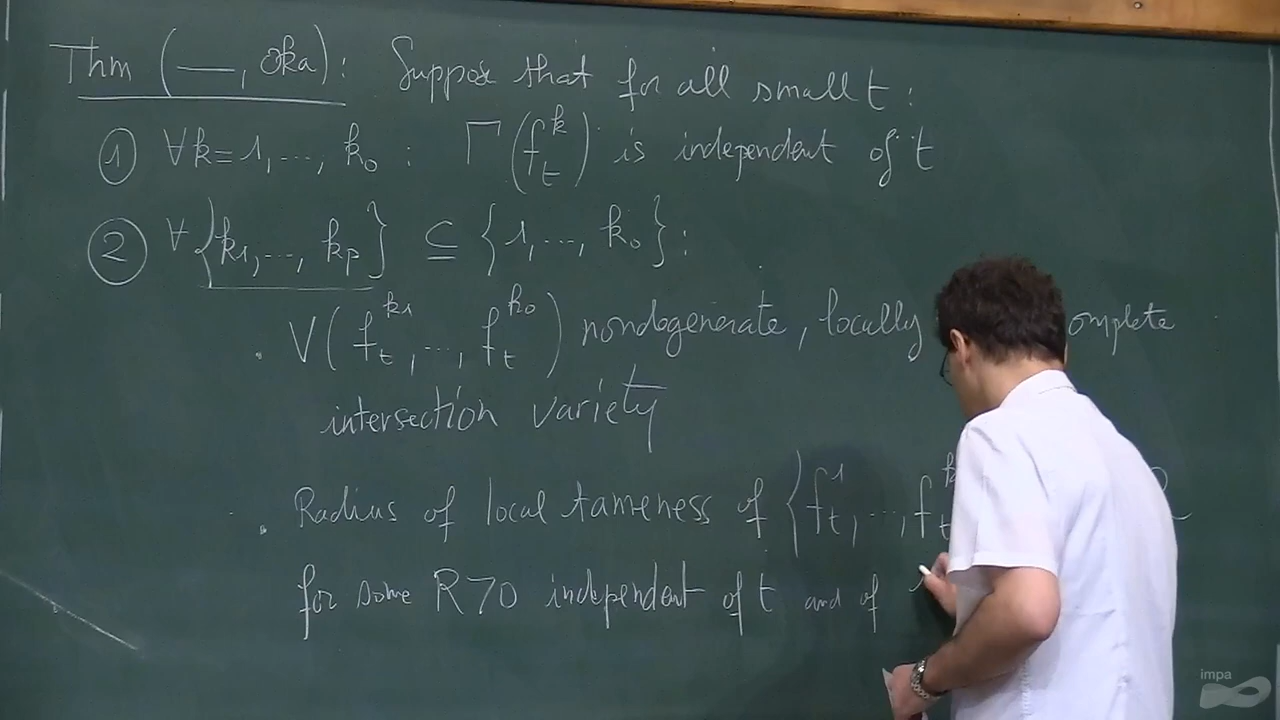 Thm (—, Oka): Suppose that for all small t:
① ∀k=1,..., k₀ : Γ(f_t^k) is independent of t
② ∀{k₁,..., k_p} ⊆ {1,..., k₀}:
. V(f_t^{k₁},..., f_t^{k₀}) nondegenerate, locally omplete
intersection variety
. Radius of local tameness of {f_t^1,..., f_t
for some R>0 independent of t and of
impa